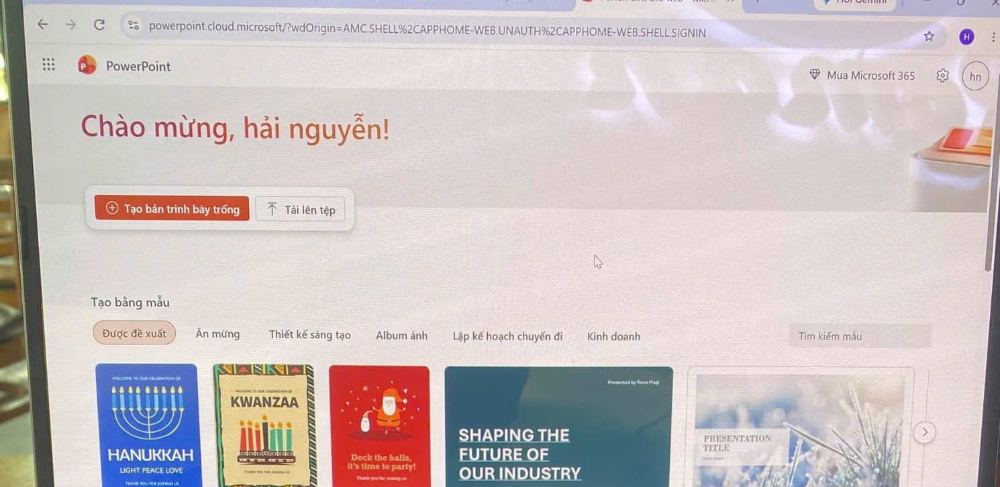 powerpoint.cloud.microsoft/?wdOrigin=AMC.SHELL%2CAPPHOME-WEB.UNAUTH%2CAPPHOME-WEB.SHELL.SIGNIN
H
PowerPoint
Mua Microsoft 365
hn
Chào mừng, hải nguyễn!
Tạo bản trình bày trống
Tải lên tệp
Tạo bằng mẫu
Được đề xuất
Ăn mừng
Thiết kế sáng tạo
Album ảnh
Lập kế hoạch chuyến đi
Kinh doanh
Tìm kiếm mẫu
WELCOME TO OUR CELEBRATION OF
HANUKKAH
LIGHT PEACE LOVE
THANK YOU FOR JOINING US
WELCOME TO OUR CELEBRATION OF
KWANZAA
THANK YOU FOR JOINING US
Deck the halls,
it's time to party!
Thank you for joining us
Presented by Rene Magi
SHAPING THE
FUTURE OF
OUR INDUSTRY
PRESENTATION
TITLE